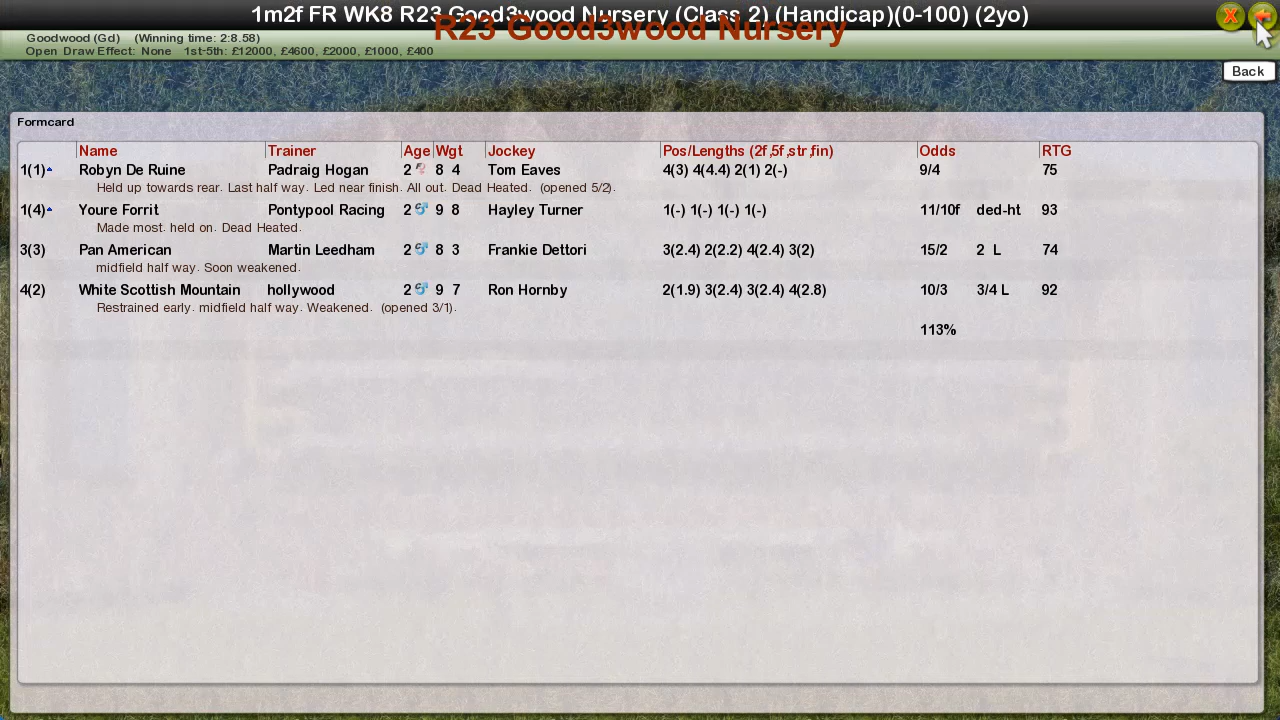 1m2f FR WK8 R23 Good3wood Nursery (Class 2) (Handicap)(0-100) (2yo)
R23 Good3wood Nursery
Goodwood (Gd) (Winning time: 2:8.58)
Open Draw Effect: None 1st-5th: £12000, £4600, £2000, £1000, £400
X
Back
Formcard
Name Trainer Age Wgt Jockey Pos/Lengths (2f,5f,str,fin) Odds RTG
1(1) Robyn De Ruine Padraig Hogan 2 8 4 Tom Eaves 4(3) 4(4.4) 2(1) 2(-) 9/4 75
Held up towards rear. Last half way. Led near finish. All out. Dead Heated. (opened 5/2).
1(4) Youre Forrit Pontypool Racing 2 9 8 Hayley Turner 1(-) 1(-) 1(-) 1(-) 11/10f ded-ht 93
Made most. held on. Dead Heated.
3(3) Pan American Martin Leedham 2 8 3 Frankie Dettori 3(2.4) 2(2.2) 4(2.4) 3(2) 15/2 2 L 74
midfield half way. Soon weakened.
4(2) White Scottish Mountain hollywood 2 9 7 Ron Hornby 2(1.9) 3(2.4) 3(2.4) 4(2.8) 10/3 3/4 L 92
Restrained early. midfield half way. Weakened. (opened 3/1).
113%